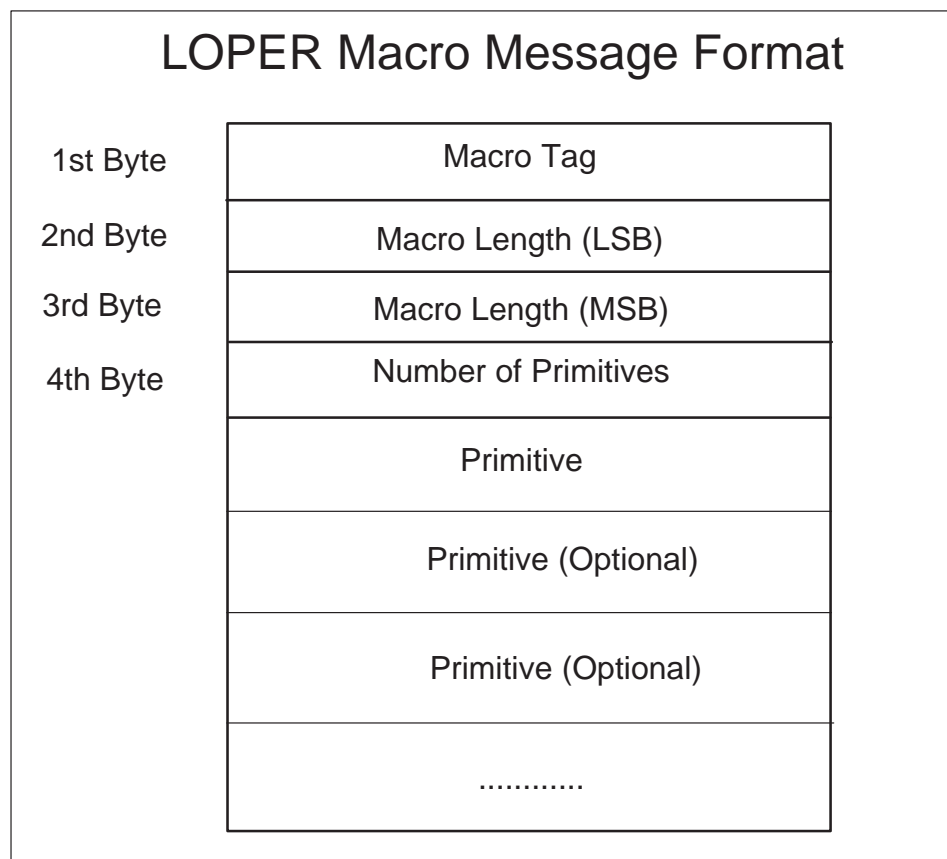 LOPER Macro Message Format
1st Byte
Macro Tag
2nd Byte
Macro Length (LSB)
3rd Byte
Macro Length (MSB)
4th Byte
Number of Primitives
Primitive
Primitive (Optional)
Primitive (Optional)
............